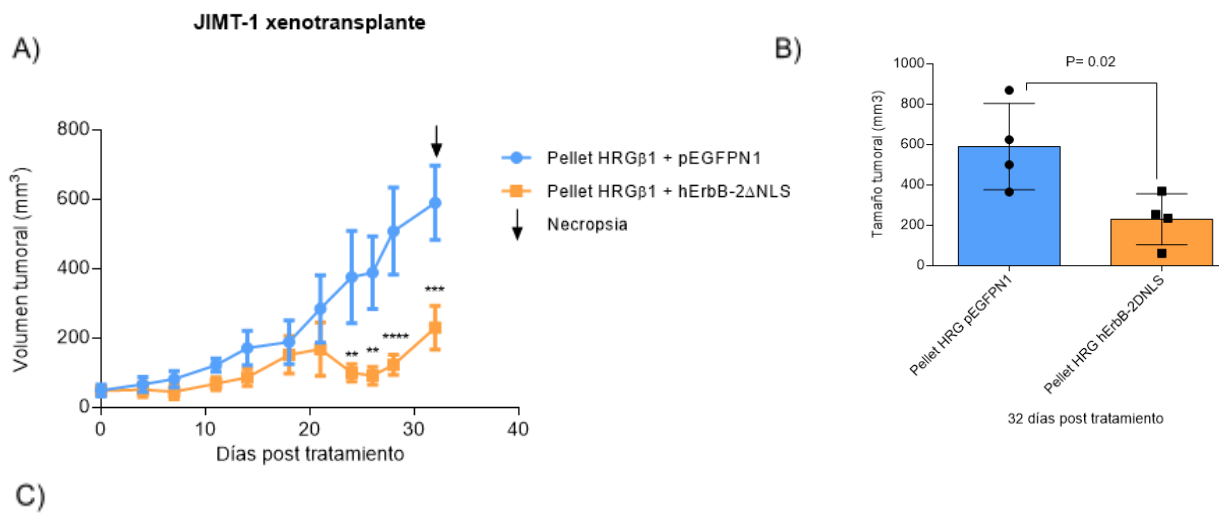 JIMT-1 xenotransplante
A)
800
600
400
200
0
0
10
20
30
40
Volumen tumoral (mm³)
Días post tratamiento
**
**
****
***
Pellet HRGβ1 + pEGFPN1
Pellet HRGβ1 + hErbB-2ΔNLS
Necropsia
B)
P= 0.02
1000
800
600
400
200
0
Tamaño tumoral (mm3)
Pellet HRG pEGFPN1
Pellet HRG hErbB-2DNLS
32 días post tratamiento
C)